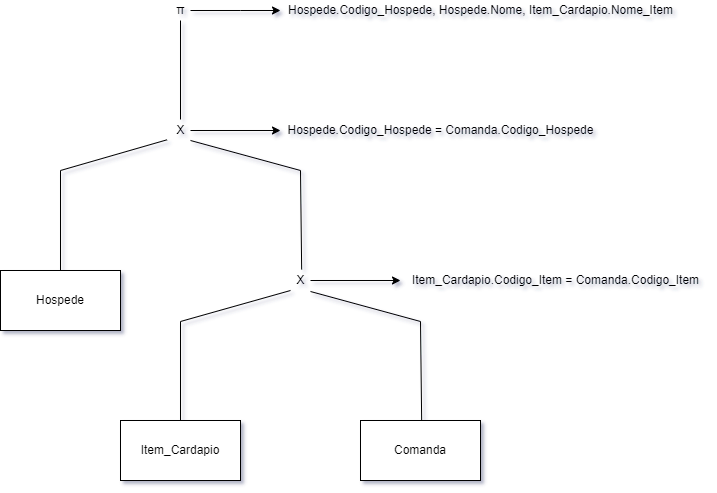 π Hospede.Codigo_Hospede, Hospede.Nome, Item_Cardapio.Nome_Item
X Hospede.Codigo_Hospede = Comanda.Codigo_Hospede
X Item_Cardapio.Codigo_Item = Comanda.Codigo_Item
Hospede
Item_Cardapio
Comanda